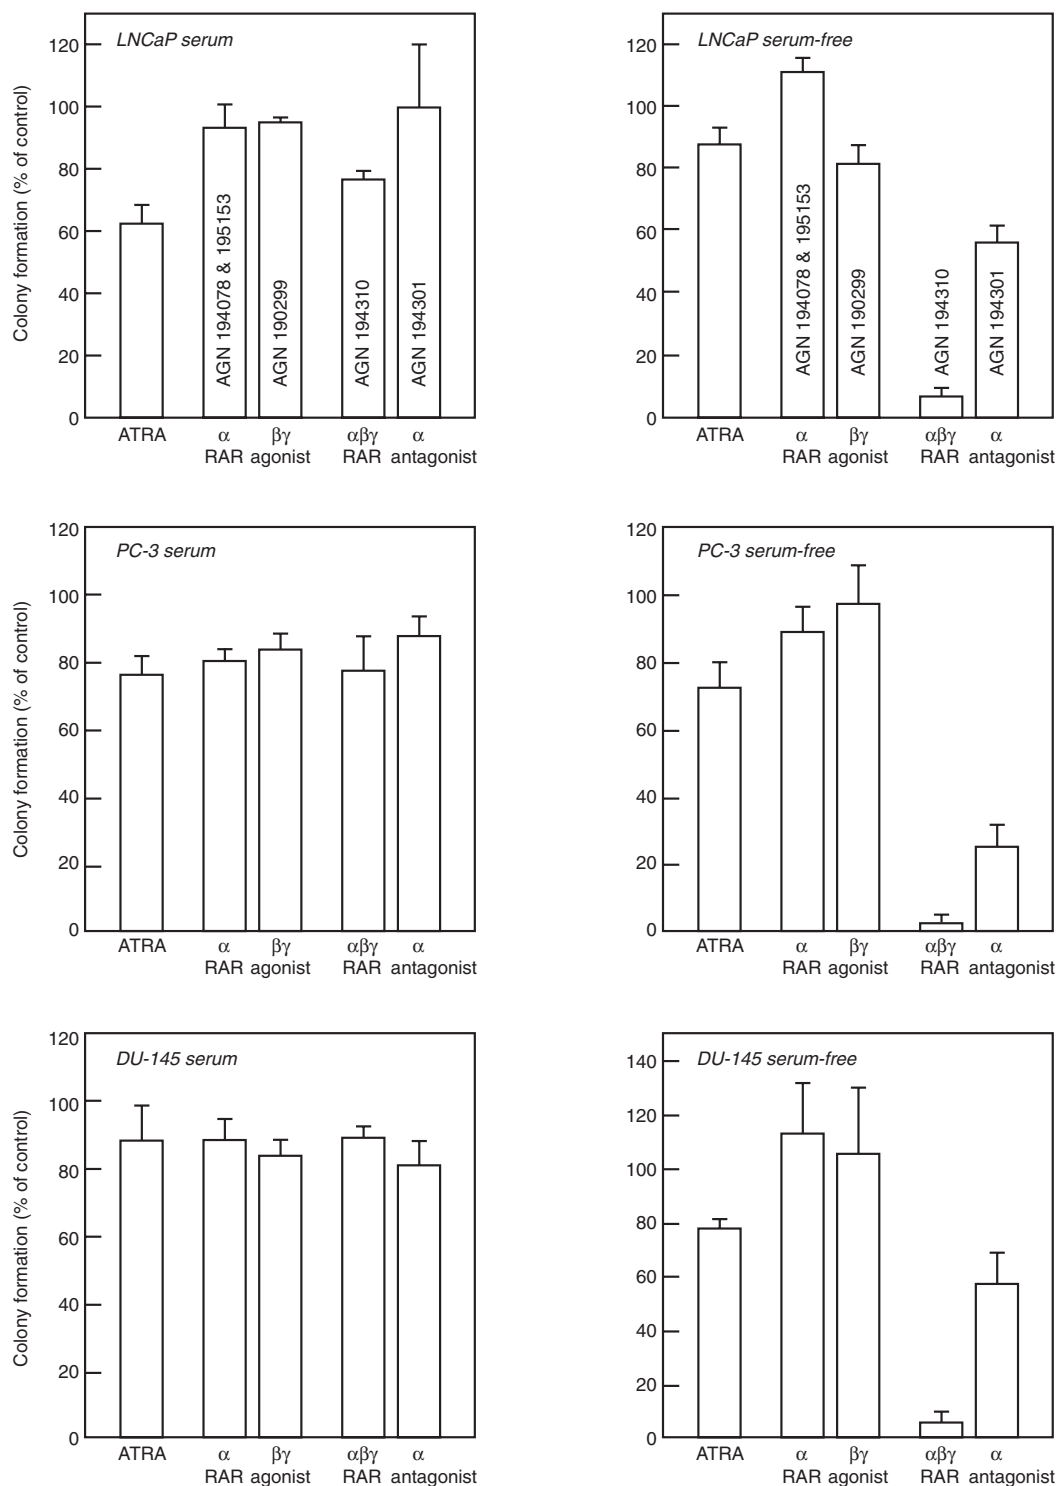 LNCaP serum
Colony formation (% of control)
120
100
80
60
40
20
0
AGN 194078 & 195153
AGN 190299
AGN 194310
AGN 194301
ATRA α βγ αβγ α
RAR agonist RAR antagonist
LNCaP serum-free
120
100
80
60
40
20
0
AGN 194078 & 195153
AGN 190299
AGN 194310
AGN 194301
ATRA α βγ αβγ α
RAR agonist RAR antagonist
PC-3 serum
Colony formation (% of control)
120
100
80
60
40
20
0
ATRA α βγ αβγ α
RAR agonist RAR antagonist
PC-3 serum-free
120
100
80
60
40
20
0
ATRA α βγ αβγ α
RAR agonist RAR antagonist
DU-145 serum
Colony formation (% of control)
120
100
80
60
40
20
0
ATRA α βγ αβγ α
RAR agonist RAR antagonist
DU-145 serum-free
140
120
100
80
60
40
20
0
ATRA α βγ αβγ α
RAR agonist RAR antagonist